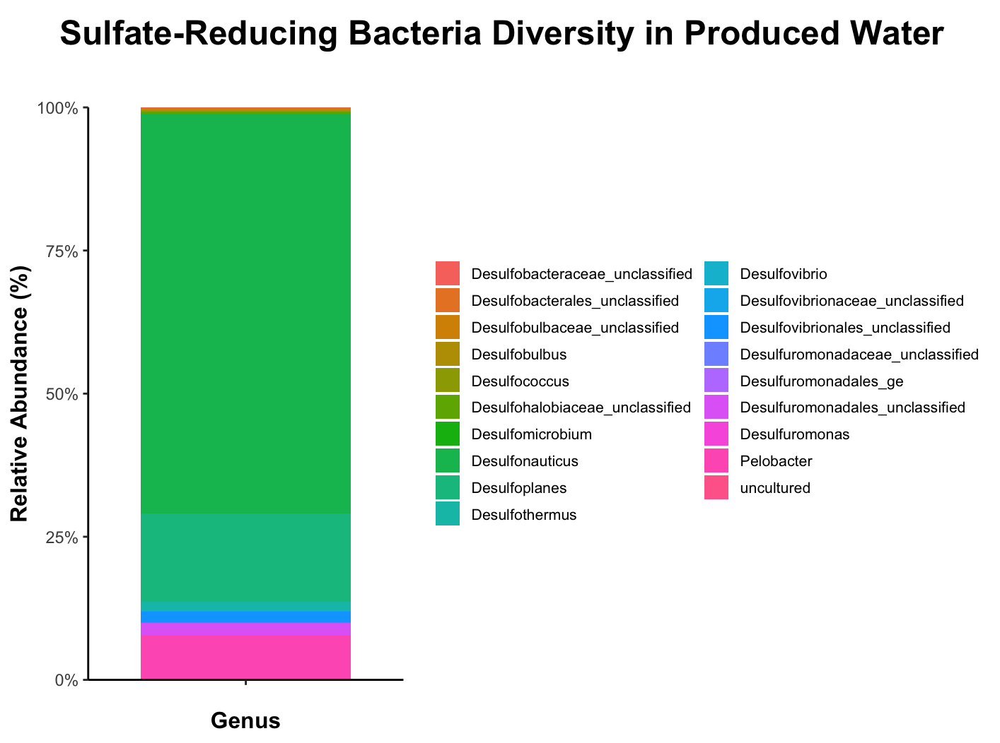 Sulfate-Reducing Bacteria Diversity in Produced Water
Relative Abundance (%)
100%
75%
50%
25%
0%
Genus
Desulfobacteraceae_unclassified
Desulfobacterales_unclassified
Desulfobulbaceae_unclassified
Desulfobulbus
Desulfococcus
Desulfohalobiaceae_unclassified
Desulfomicrobium
Desulfonauticus
Desulfoplanes
Desulfothermus
Desulfovibrio
Desulfovibrionaceae_unclassified
Desulfovibrionales_unclassified
Desulfuromonadaceae_unclassified
Desulfuromonadales_ge
Desulfuromonadales_unclassified
Desulfuromonas
Pelobacter
uncultured